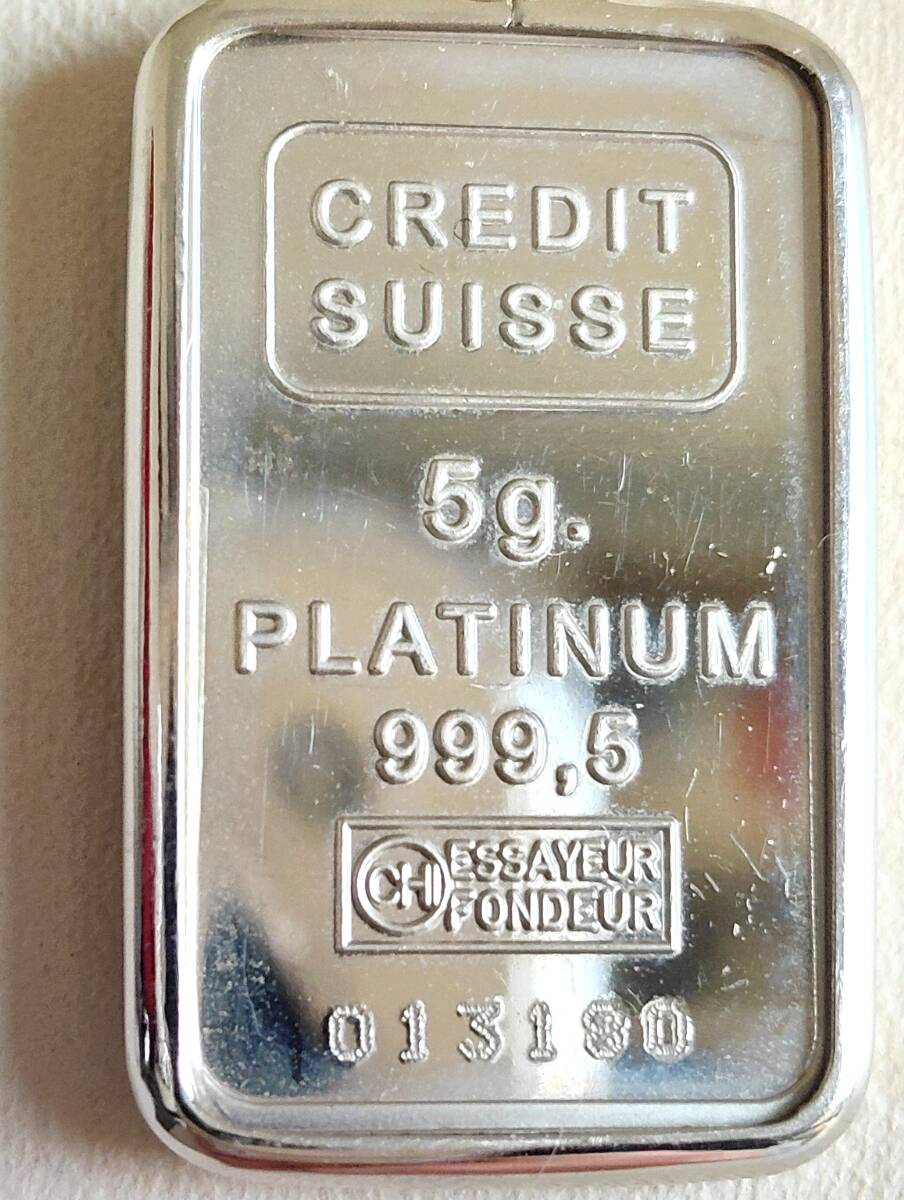 CREDIT
SUISSE
5g.
PLATINUM
999,5
CH ESSAYEUR
FONDEUR
013180